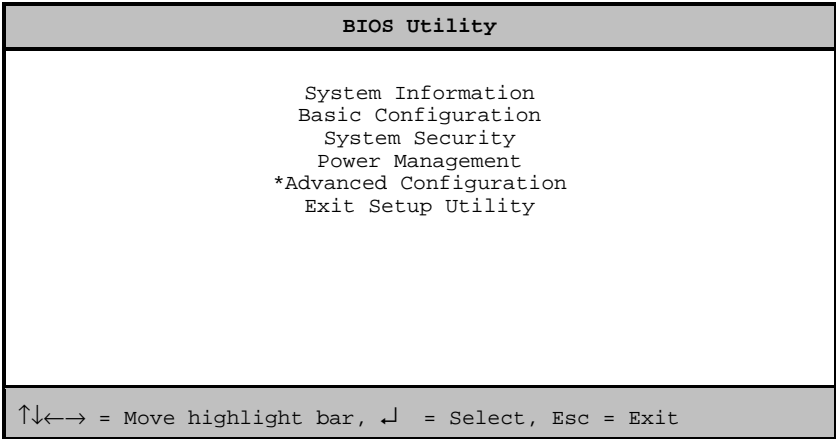 BIOS Utility
System Information
Basic Configuration
System Security
Power Management
*Advanced Configuration
Exit Setup Utility
↑↓←→ = Move highlight bar, ↵ = Select, Esc = Exit